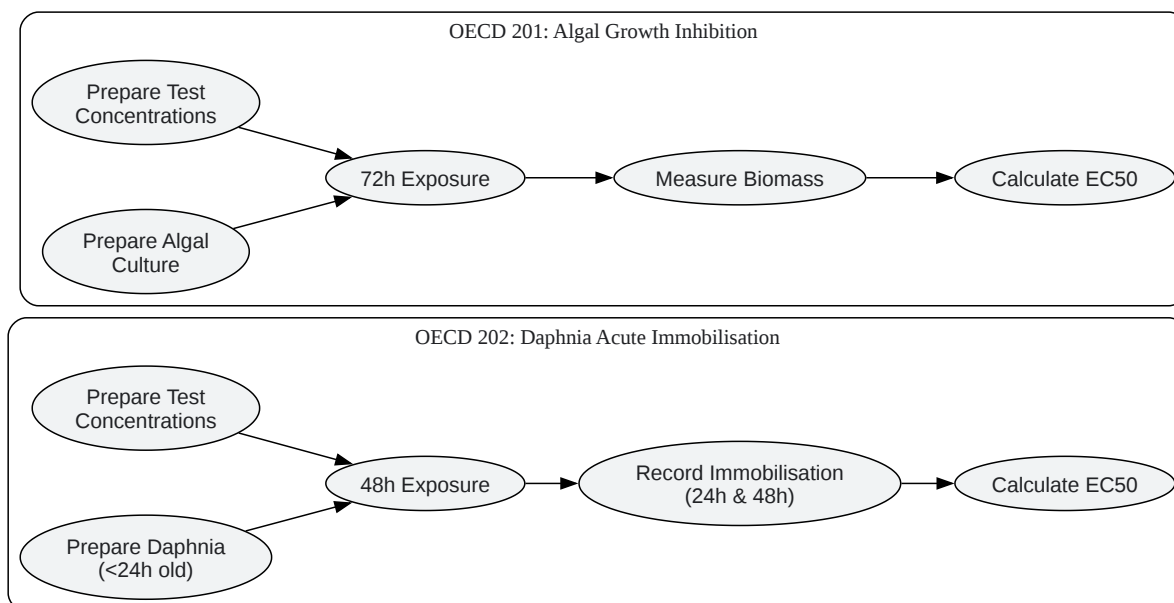 OECD 201: Algal Growth Inhibition
Prepare Test
Concentrations
72h Exposure
Measure Biomass
Calculate EC50
Prepare Algal
Culture
OECD 202: Daphnia Acute Immobilisation
Prepare Test
Concentrations
48h Exposure
Record Immobilisation
(24h & 48h)
Calculate EC50
Prepare Daphnia
(<24h old)